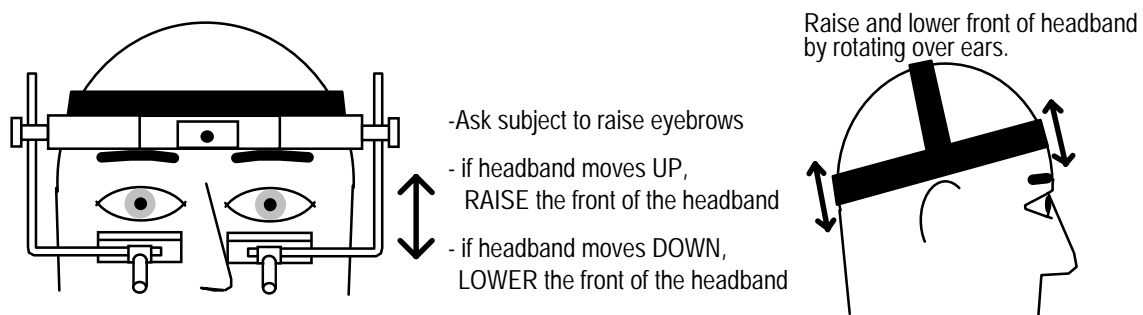 -Ask subject to raise eyebrows
- if headband moves UP,
RAISE the front of the headband
- if headband moves DOWN,
LOWER the front of the headband
Raise and lower front of headband
by rotating over ears.